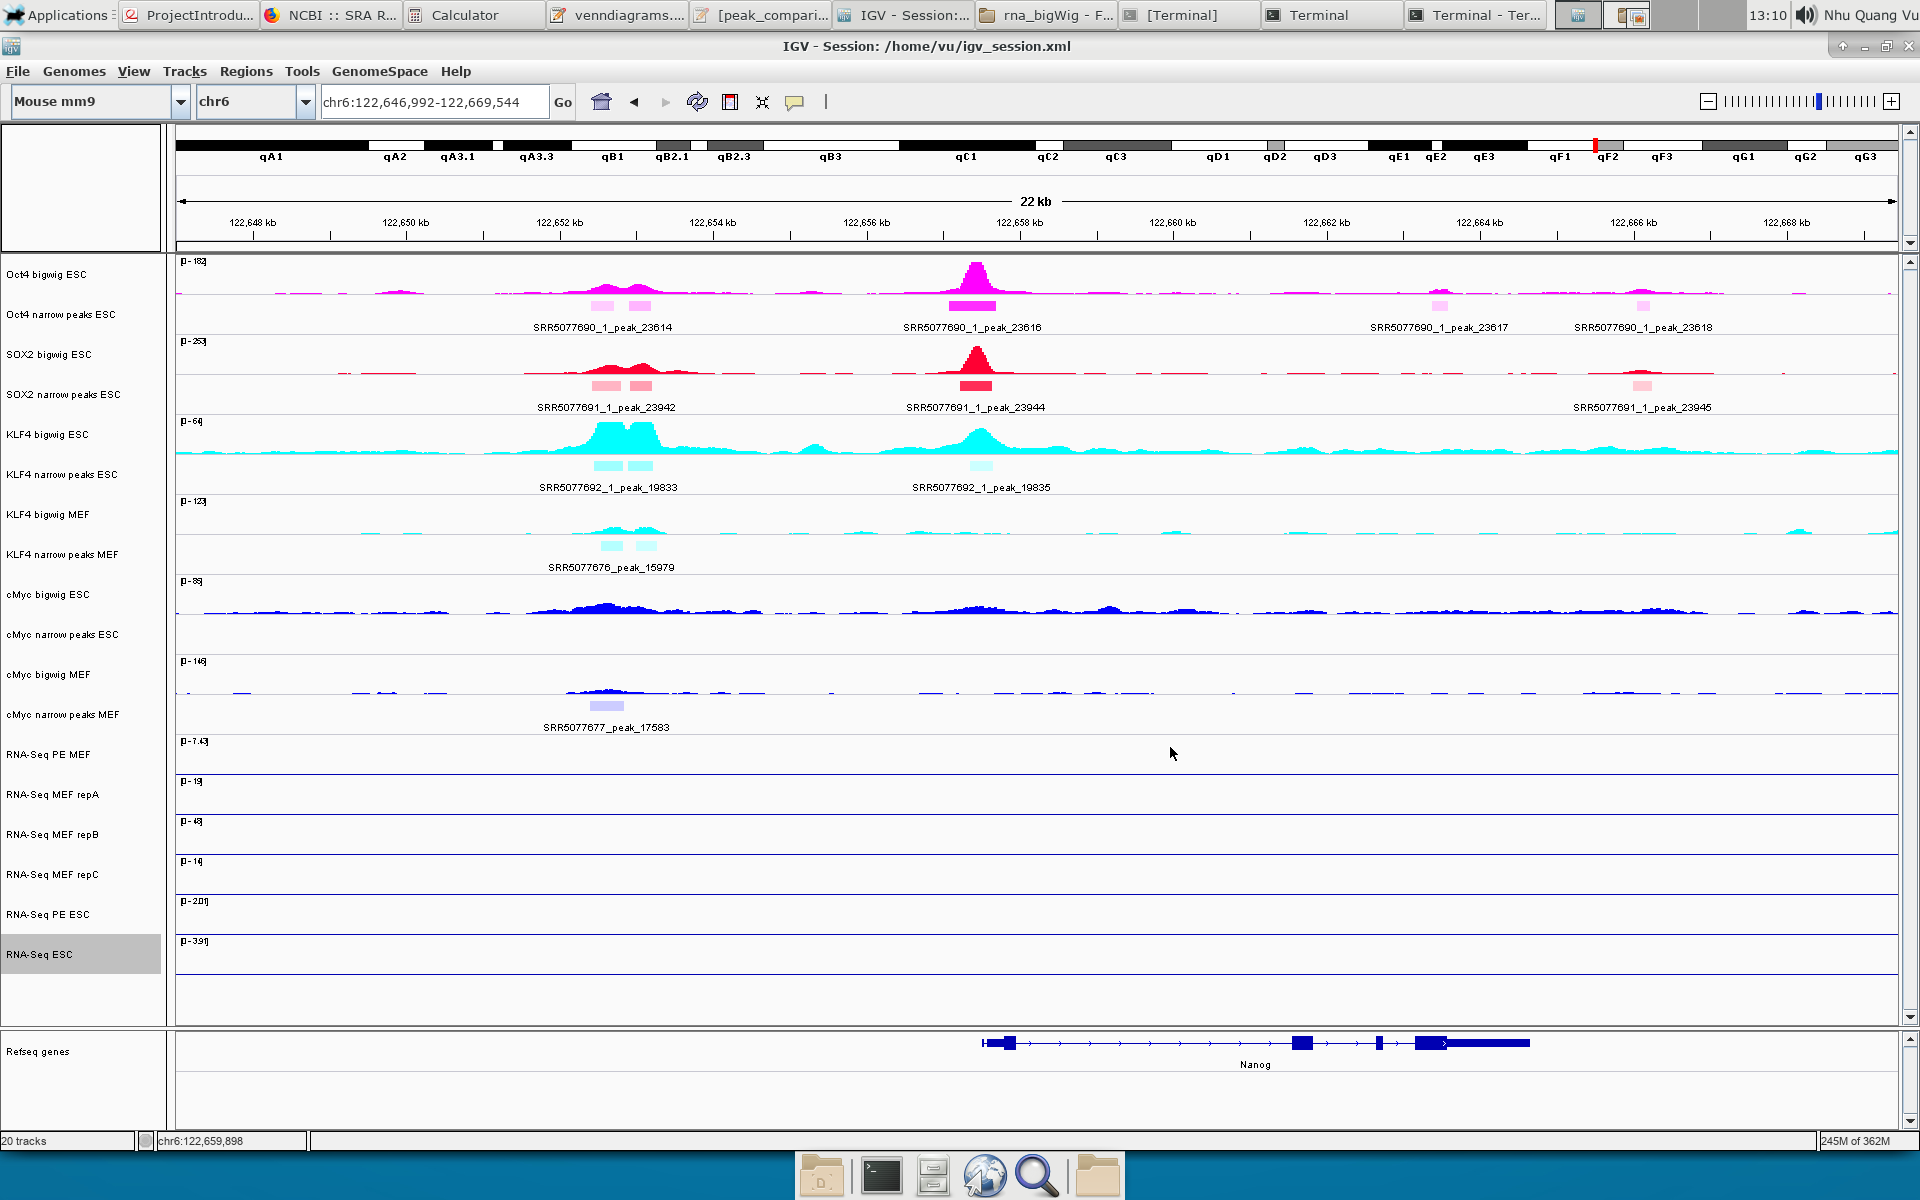 Applications ProjectIntrodu... NCBI :: SRA R... Calculator venndiagrams.... [peak_compari... IGV - Session:... rna_bigWig - F... [Terminal] Terminal Terminal - Ter... 13:10 Nhu Quang Vu
IGV - Session: /home/vu/igv_session.xml
File Genomes View Tracks Regions Tools GenomeSpace Help
Mouse mm9 chr6 chr6:122,646,992-122,669,544 Go
qA1 qA2 qA3.1 qA3.3 qB1 qB2.1 qB2.3 qB3 qC1 qC2 qC3 qD1 qD2 qD3 qE1 qE2 qE3 qF1 qF2 qF3 qG1 qG2 qG3
22 kb
122,648 kb 122,650 kb 122,652 kb 122,654 kb 122,656 kb 122,658 kb 122,660 kb 122,662 kb 122,664 kb 122,666 kb 122,668 kb
[0 - 182]
Oct4 bigwig ESC
Oct4 narrow peaks ESC
SRR5077690_1_peak_23614 SRR5077690_1_peak_23616 SRR5077690_1_peak_23617 SRR5077690_1_peak_23618
[0 - 253]
SOX2 bigwig ESC
SOX2 narrow peaks ESC
SRR5077691_1_peak_23942 SRR5077691_1_peak_23944 SRR5077691_1_peak_23945
[0 - 64]
KLF4 bigwig ESC
KLF4 narrow peaks ESC
SRR5077692_1_peak_19833 SRR5077692_1_peak_19835
[0 - 123]
KLF4 bigwig MEF
KLF4 narrow peaks MEF
SRR5077676_peak_15979
[0 - 85]
cMyc bigwig ESC
cMyc narrow peaks ESC
[0 - 146]
cMyc bigwig MEF
cMyc narrow peaks MEF
SRR5077677_peak_17583
[0 - 7.43]
RNA-Seq PE MEF
[0 - 19]
RNA-Seq MEF repA
[0 - 48]
RNA-Seq MEF repB
[0 - 14]
RNA-Seq MEF repC
[0 - 2.01]
RNA-Seq PE ESC
[0 - 3.91]
RNA-Seq ESC
Refseq genes
Nanog
20 tracks chr6:122,659,898 245M of 362M